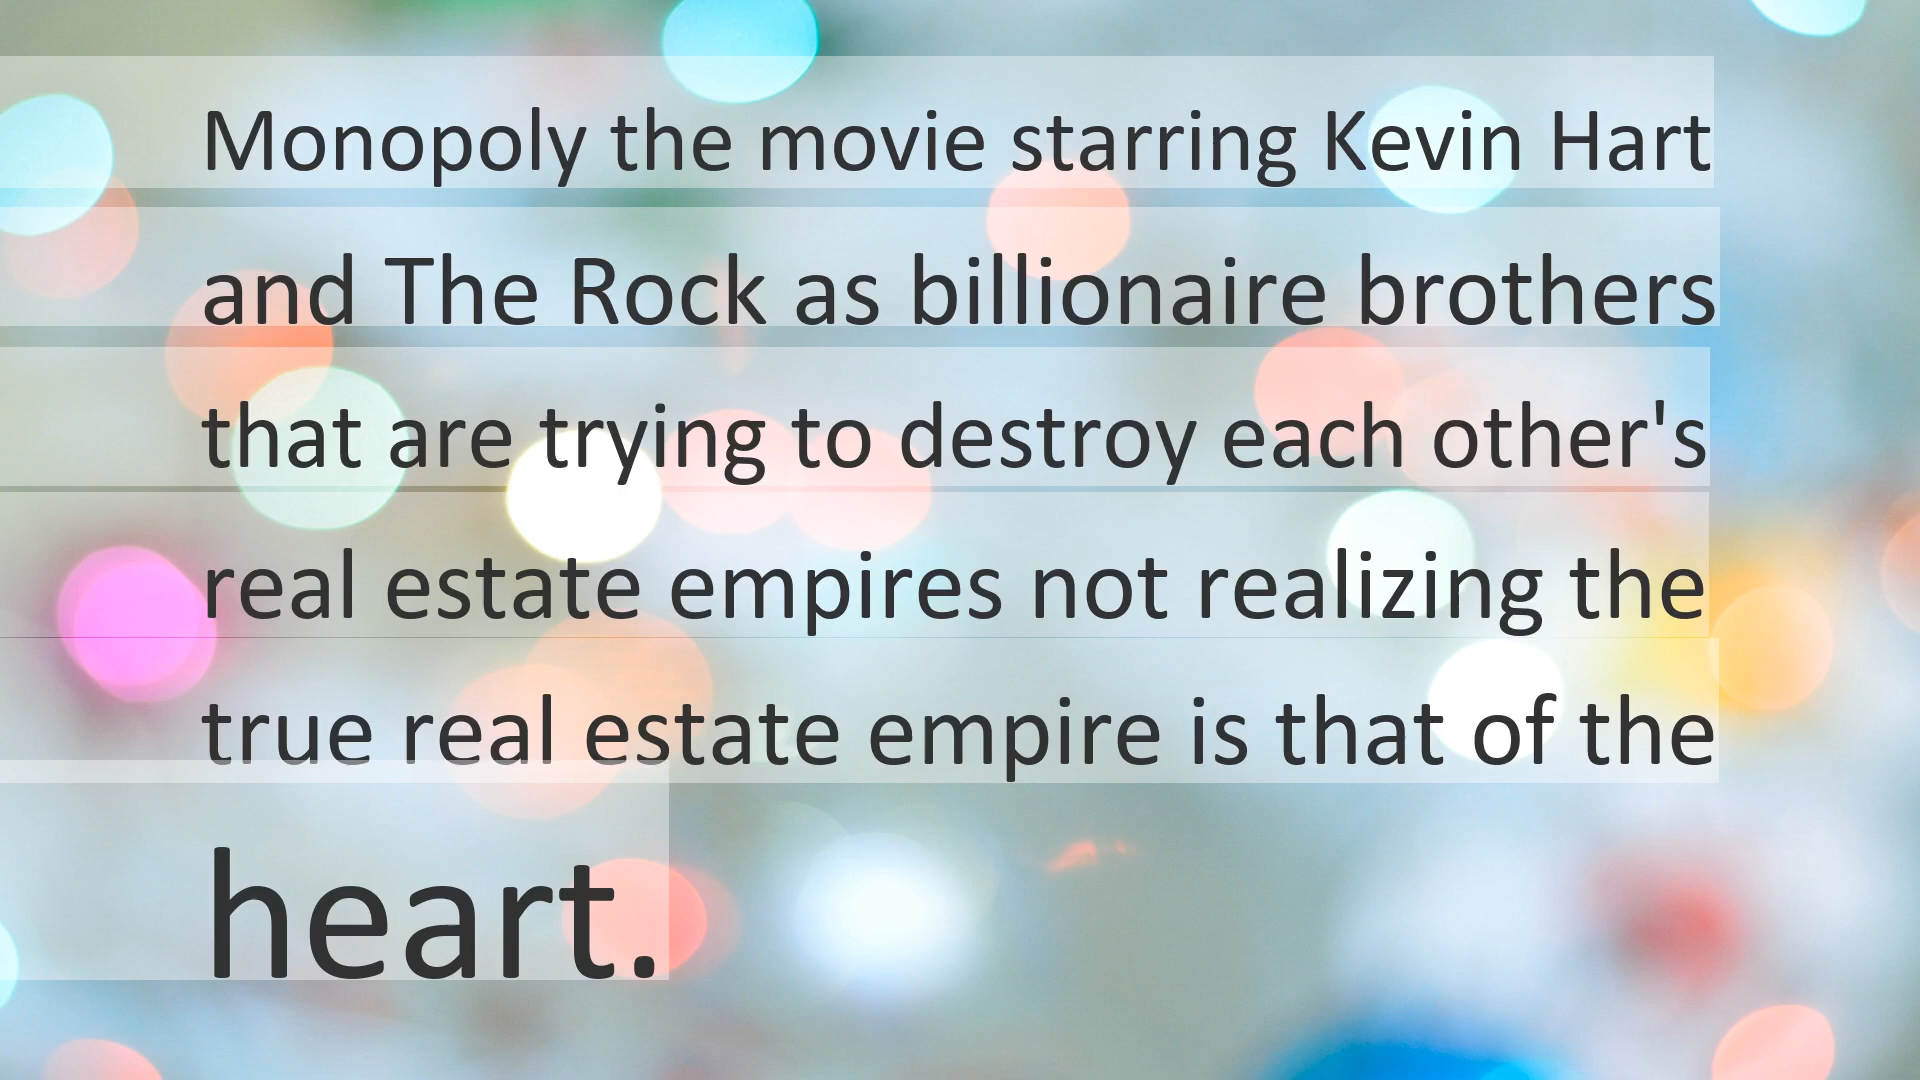 Monopoly the movie starring Kevin Hart
and The Rock as billionaire brothers
that are trying to destroy each other's
real estate empires not realizing the
true real estate empire is that of the
heart.